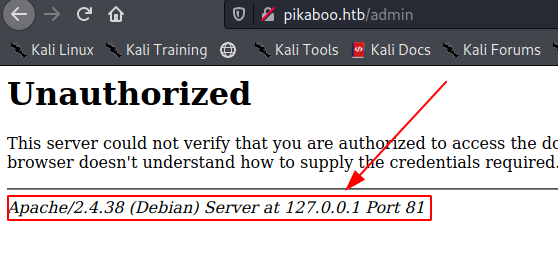 pikaboo.htb/admin
Kali Linux Kali Training Kali Tools Kali Docs Kali Forums
Unauthorized
This server could not verify that you are authorized to access the do
browser doesn't understand how to supply the credentials required.
Apache/2.4.38 (Debian) Server at 127.0.0.1 Port 81